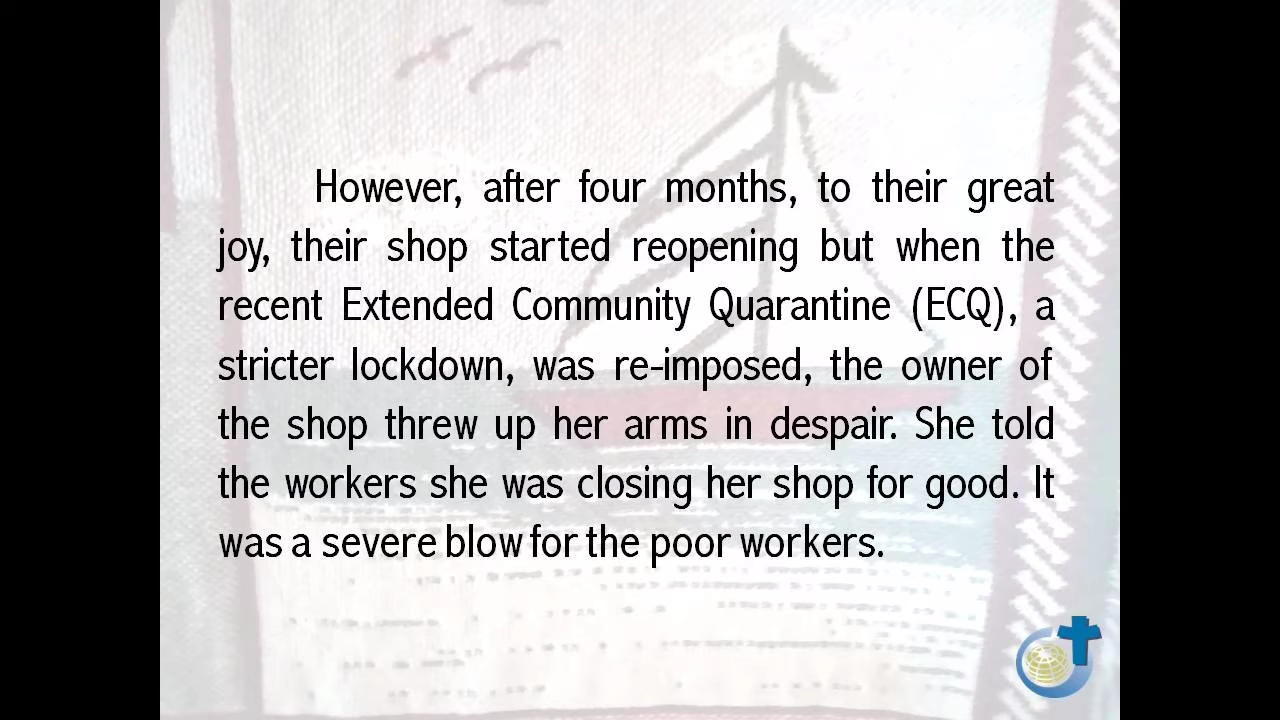 However, after four months, to their great
joy, their shop started reopening but when the
recent Extended Community Quarantine (ECQ), a
stricter lockdown, was re-imposed, the owner of
the shop threw up her arms in despair. She told
the workers she was closing her shop for good. It
was a severe blow for the poor workers.